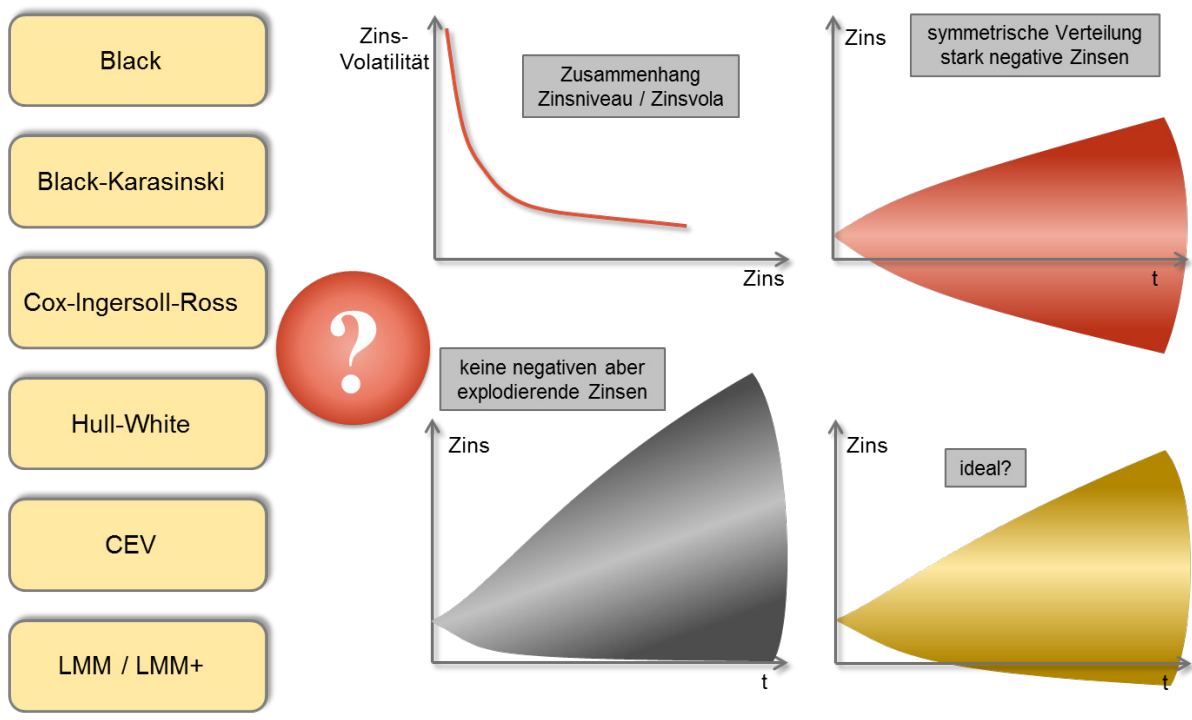 Black
Black-Karasinski
Cox-Ingersoll-Ross
Hull-White
CEV
LMM / LMM+
?
Zins-
Volatilität
Zusammenhang
Zinsniveau / Zinsvola
Zins
Zins
symmetrische Verteilung
stark negative Zinsen
t
keine negativen aber
explodierende Zinsen
Zins
t
Zins
ideal?
t